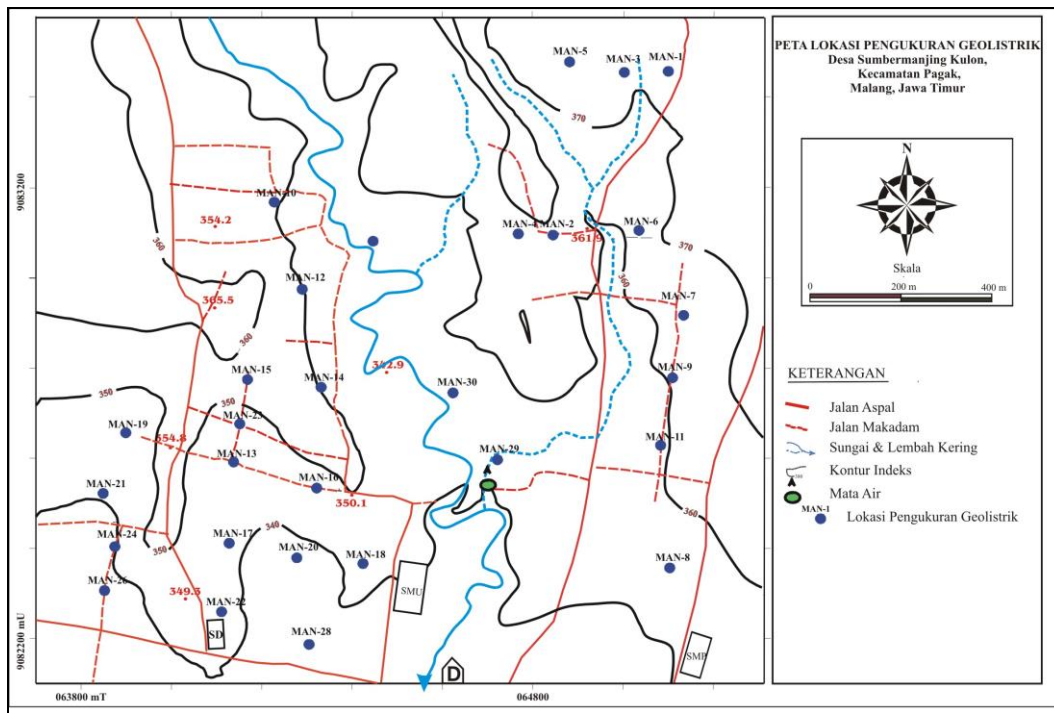 PETA LOKASI PENGUKURAN GEOLISTRIK
Desa Sumbermanjing Kulon,
Kecamatan Pagak,
Malang, Jawa Timur
N
Skala
0 200 m 400 m
KETERANGAN
Jalan Aspal
Jalan Makadam
Sungai & Lembah Kering
Kontur Indeks
Mata Air
MAN-1
Lokasi Pengukuran Geolistrik
MAN-5
MAN-3
MAN-1
370
9083200
MAN-10
354.2
360
MAN-4
MAN-2
361.9
MAN-6
370
MAN-12
365.5
360
MAN-7
360
342.9
MAN-15
MAN-14
MAN-30
MAN-9
350
350
MAN-19
MAN-23
354.8
MAN-13
MAN-29
MAN-11
MAN-21
MAN-16
350.1
360
MAN-24
350
MAN-17
340
MAN-20
MAN-18
MAN-8
MAN-26
349.3
MAN-22
SMU
SD
MAN-28
SMP
D
9082200 mU
063800 mT
064800